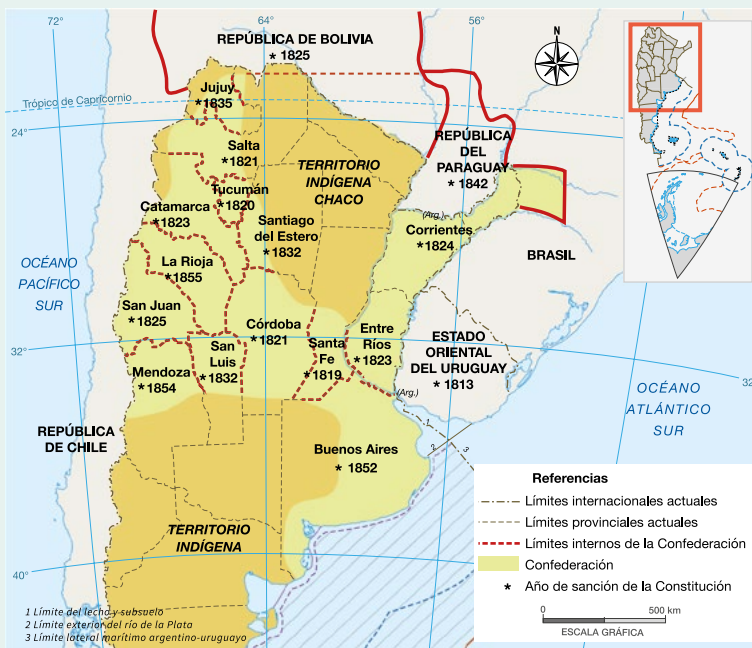 72°
64°
56°
REPÚBLICA DE BOLIVIA
* 1825
Trópico de Capricornio
24°
Jujuy
*1835
Salta
*1821
Tucumán
*1820
Catamarca
*1823
TERRITORIO
INDÍGENA
CHACO
REPÚBLICA
DEL
PARAGUAY
* 1842
Santiago
del Estero
*1832
(Arg.)
Corrientes
*1824
BRASIL
La Rioja
*1855
OCÉANO
PACÍFICO
SUR
San Juan
*1825
Córdoba
*1821
Santa
Fe
*1819
Entre
Ríos
*1823
San
Luis
*1832
ESTADO
ORIENTAL
DEL URUGUAY
* 1813
32°
32
Mendoza
*1854
(Arg.)
OCÉANO
ATLÁNTICO
SUR
REPÚBLICA
DE CHILE
Buenos Aires
* 1852
1
2
3
TERRITORIO
INDÍGENA
40°
1 Límite del lecho y subsuelo
2 Límite exterior del río de la Plata
3 Límite lateral marítimo argentino-uruguayo
Referencias
Límites internacionales actuales
Límites provinciales actuales
Límites internos de la Confederación
Confederación
* Año de sanción de la Constitución
0 500 km
ESCALA GRÁFICA